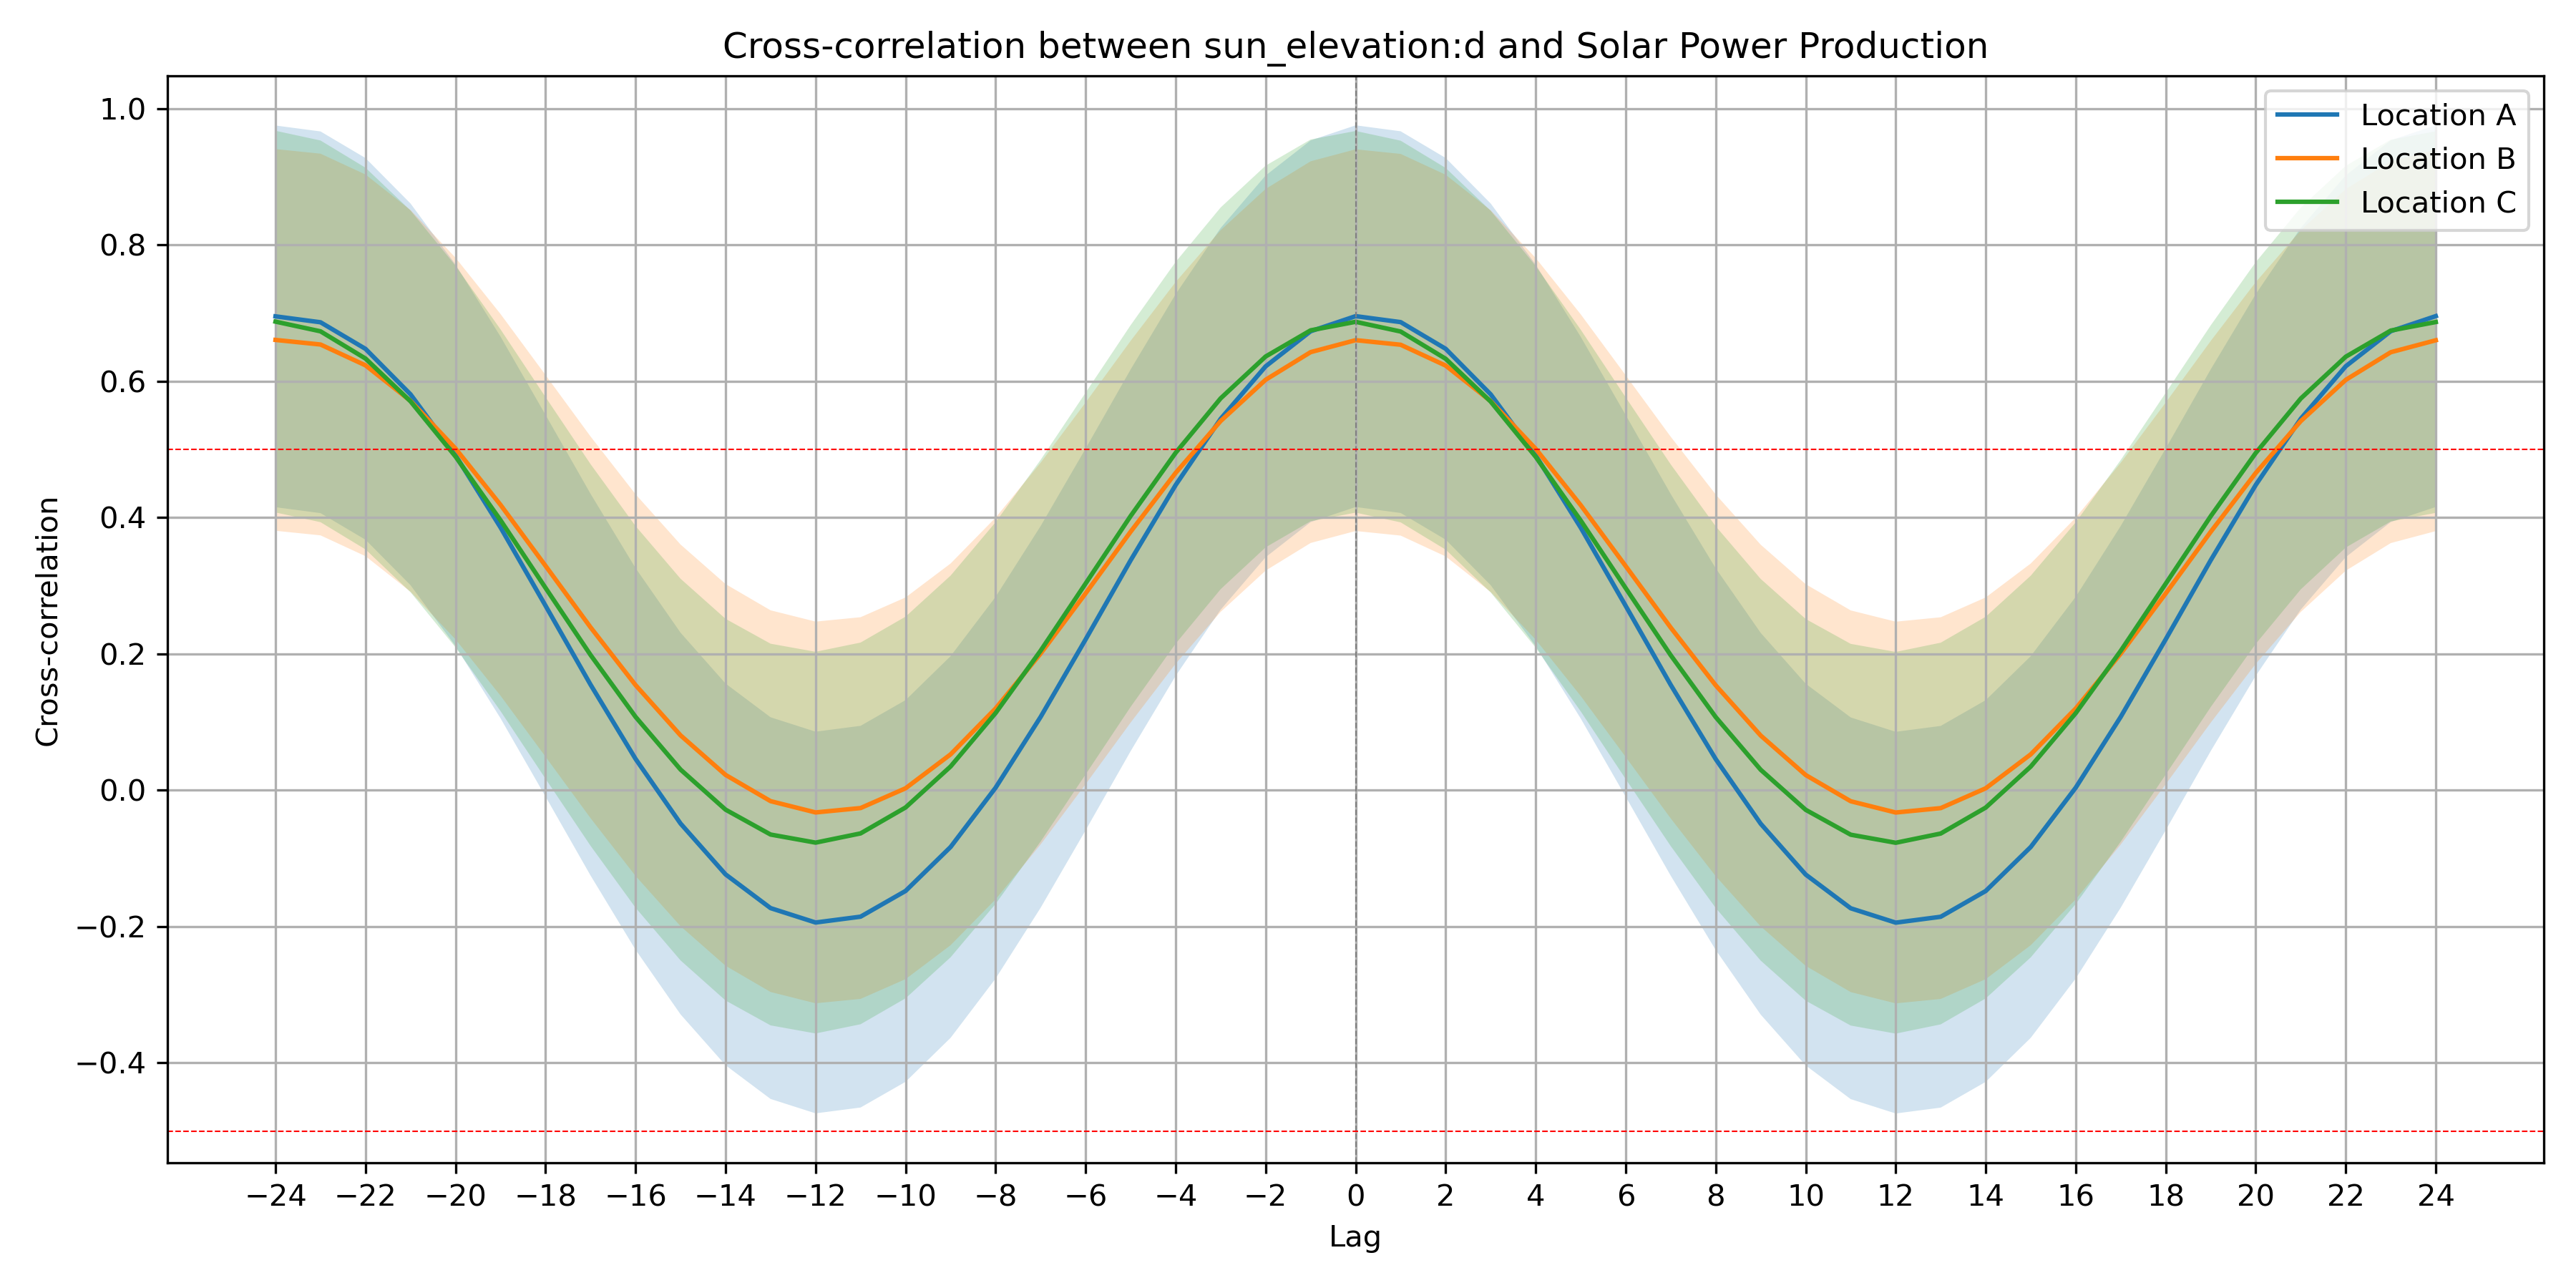 Cross-correlation between sun_elevation:d and Solar Power Production
Location A
Location B
Location C
Cross-correlation
1.0
0.8
0.6
0.4
0.2
0.0
−0.2
−0.4
−24 −22 −20 −18 −16 −14 −12 −10 −8 −6 −4 −2 0 2 4 6 8 10 12 14 16 18 20 22 24
Lag